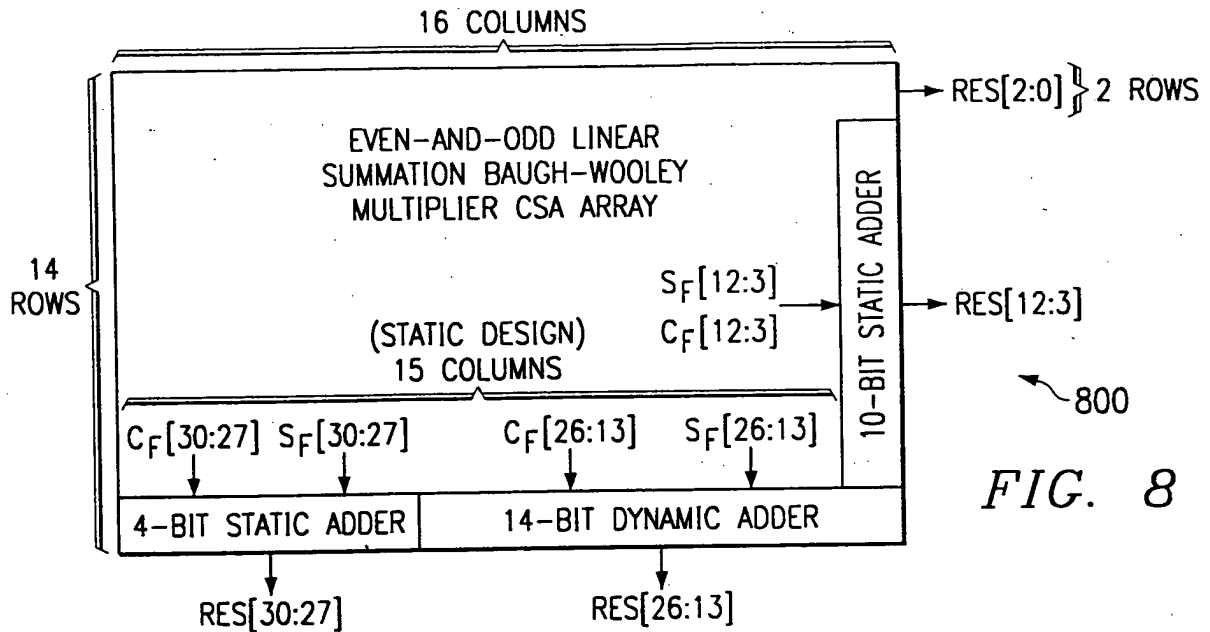 16 COLUMNS
RES[2:0] } 2 ROWS
EVEN-AND-ODD LINEAR
SUMMATION BAUGH-WOOLEY
MULTIPLIER CSA ARRAY
14
ROWS
10-BIT STATIC ADDER
SF[12:3]
CF[12:3]
RES[12:3]
(STATIC DESIGN)
15 COLUMNS
800
CF[30:27] SF[30:27] CF[26:13] SF[26:13]
FIG. 8
4-BIT STATIC ADDER 14-BIT DYNAMIC ADDER
RES[30:27] RES[26:13]